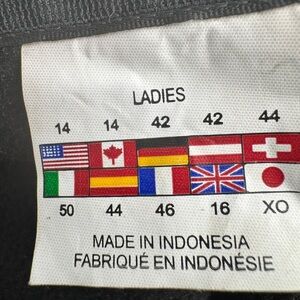 LADIES
14 14 42 42 44
50 44 46 16 XO
MADE IN INDONESIA
FABRIQUÉ EN INDONÉSIE